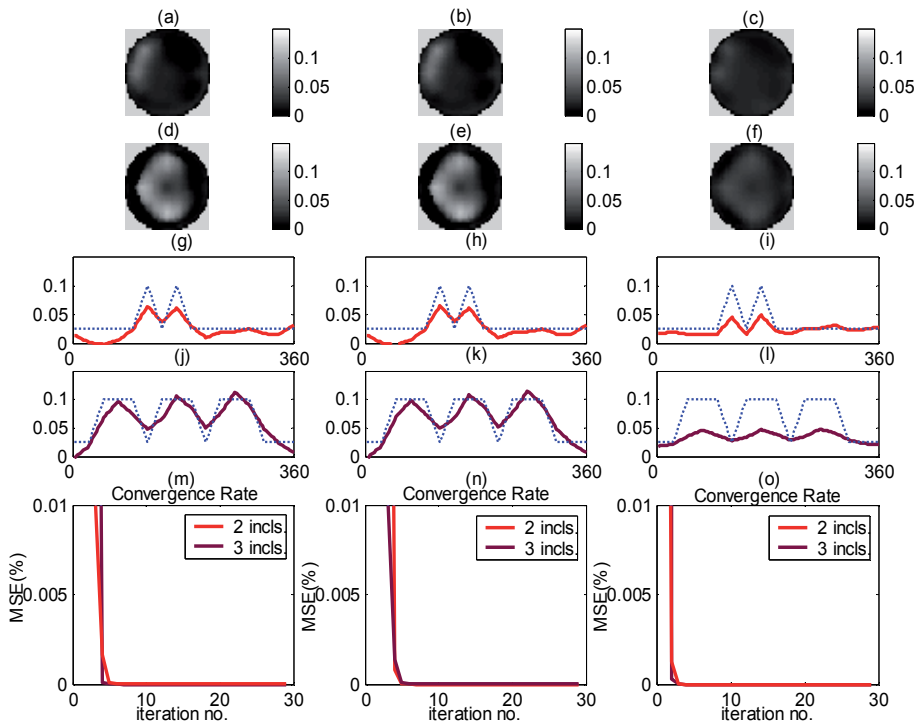 (a) (b) (c)
0.1 0.1 0.1
0.05 0.05 0.05
0 0 0
(d) (e) (f)
0.1 0.1 0.1
0.05 0.05 0.05
0 0 0
(g) (h) (i)
0.1 0.1 0.1
0.05 0.05 0.05
0 0 0
0 360 0 360 0 360
(j) (k) (l)
0.1 0.1 0.1
0.05 0.05 0.05
0 0 0
0 360 0 360 0 360
(m) (n) (o)
Convergence Rate Convergence Rate Convergence Rate
0.01 0.01 0.01
2 incls. 2 incls. 2 incls.
3 incls. 3 incls. 3 incls.
MSE(%) MSE(%) MSE(%)
0.005 0.005 0.005
0 0 0
0 10 20 30 0 10 20 30 0 10 20 30
iteration no. iteration no. iteration no.